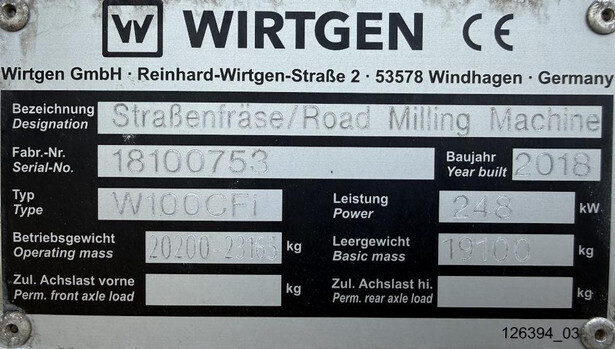 W WIRTGEN CE
Wirtgen GmbH · Reinhard-Wirtgen-Straße 2 · 53578 Windhagen · Germany
Bezeichnung
Designation
Straßenfräse/Road Milling Machine
Fabr.-Nr.
Serial-No.
18100753
Baujahr
Year built
2018
Typ
Type
W100CFi
Leistung
Power
248 kW
Betriebsgewicht
Operating mass
20200 kg
Leergewicht
Basic mass
19100 kg
Zul. Achslast vorne
Perm. front axle load
kg
Zul. Achslast hi.
Perm. rear axle load
kg
126394_03